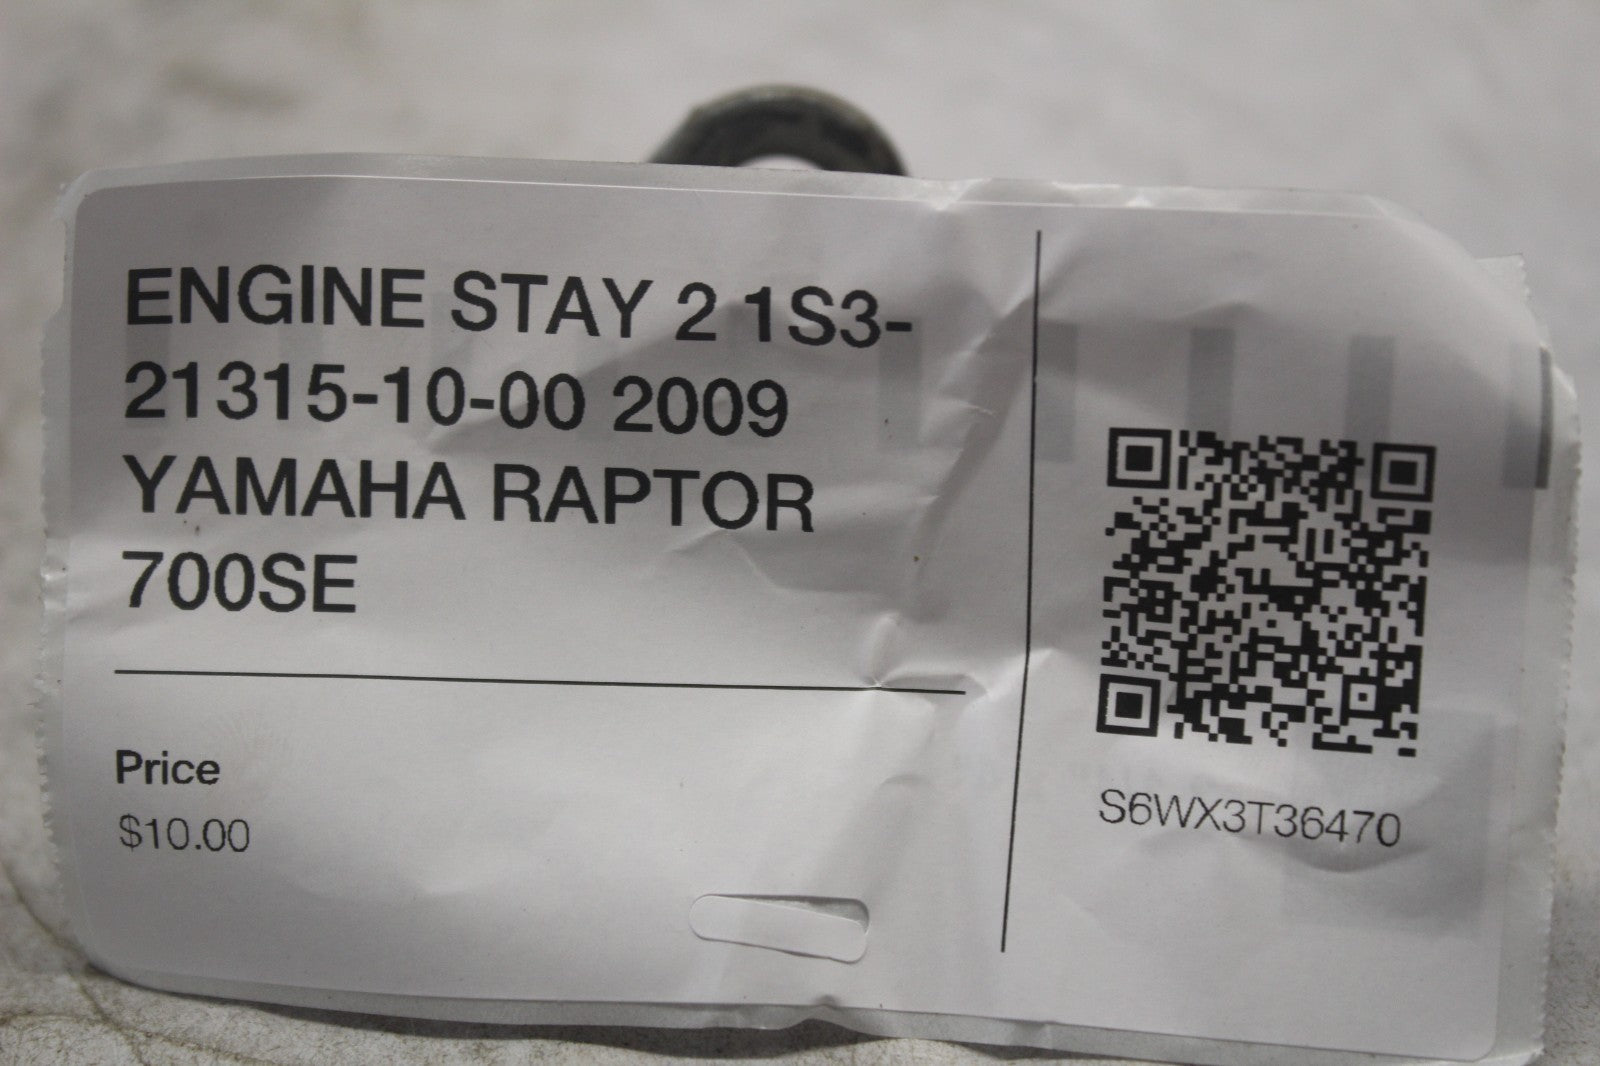 ENGINE STAY 2 1S3-
21315-10-00 2009
YAMAHA RAPTOR
700SE
Price
$10.00
S6WX3T36470